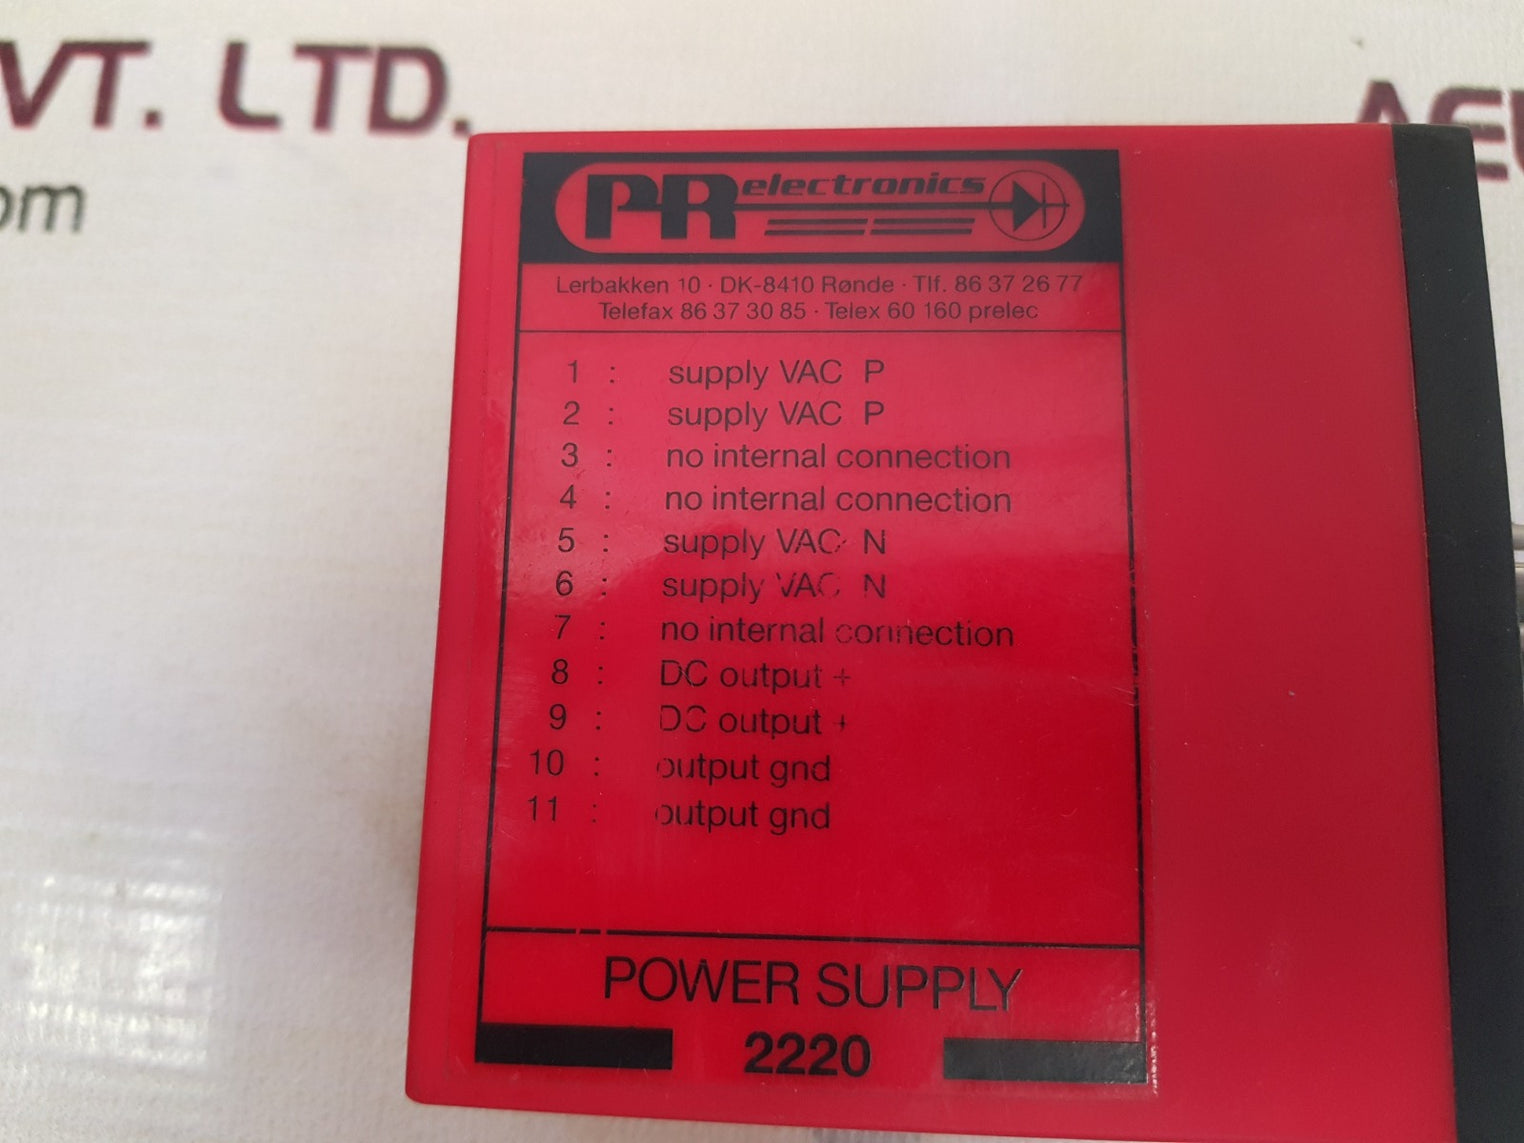 VT. LTD.
om
AEU
PR electronics
Lerbakken 10 · DK-8410 Rønde · Tlf. 86 37 26 77
Telefax 86 37 30 85 · Telex 60 160 prelec
1 : supply VAC P
2 : supply VAC P
3 : no internal connection
4 : no internal connection
5 : supply VAC N
6 : supply VAC N
7 : no internal connection
8 : DC output +
9 : DC output +
10 : output gnd
11 : output gnd
POWER SUPPLY
2220